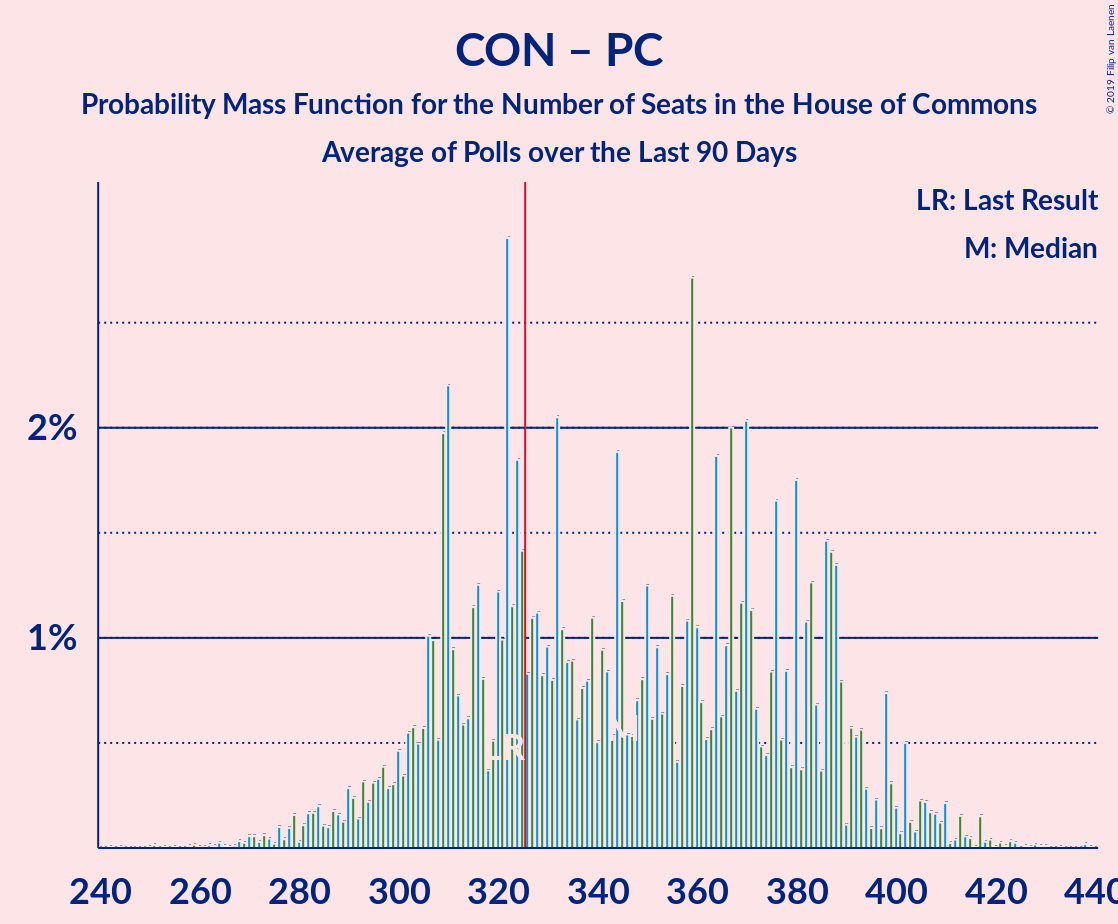 CON – PC
Probability Mass Function for the Number of Seats in the House of Commons
Average of Polls over the Last 90 Days
© 2019 Filip van Laenen
LR: Last Result
M: Median
2%
1%
240 260 280 300 320 340 360 380 400 420 440